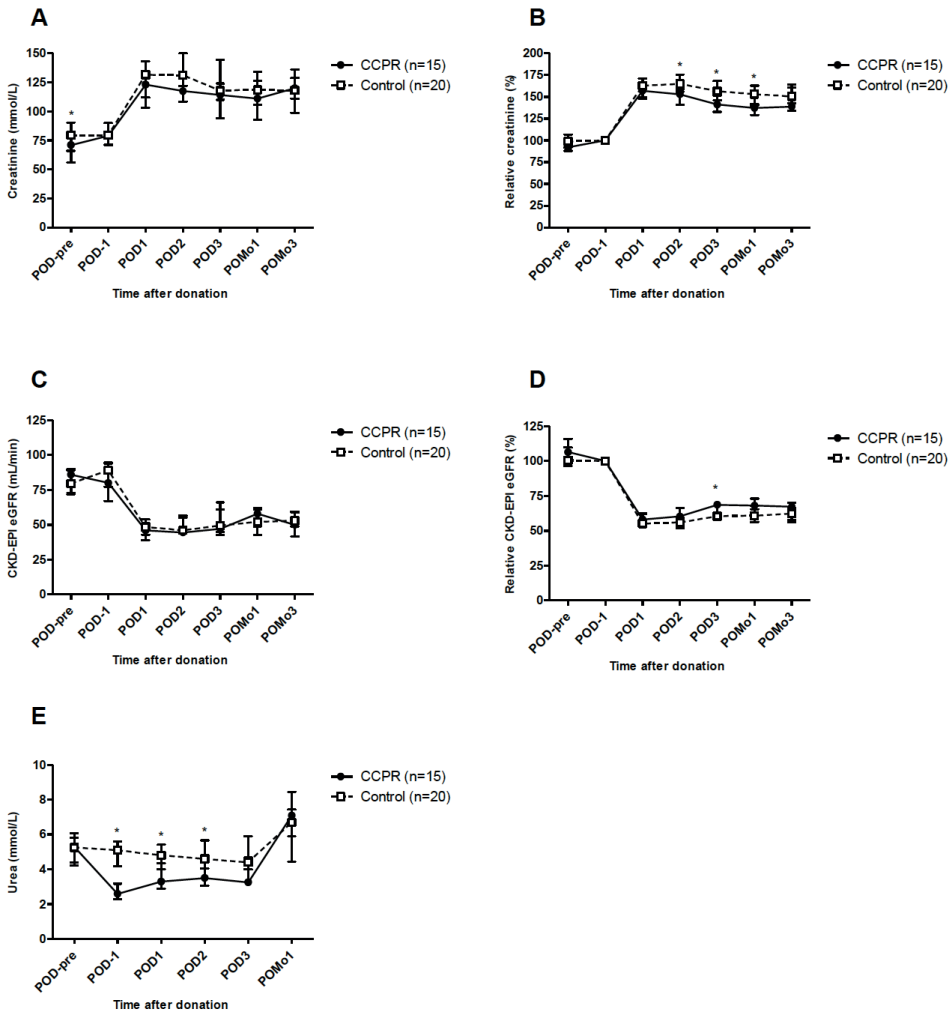 A
Creatinine (mmol/L)
150
125
100
75
50
25
0
*
POD-pre
POD-1
POD1
POD2
POD3
POMo1
POMo3
Time after donation
CCPR (n=15)
Control (n=20)
B
Relative creatinine (%)
200
175
150
125
100
75
50
25
0
*
*
*
POD-pre
POD-1
POD1
POD2
POD3
POMo1
POMo3
Time after donation
CCPR (n=15)
Control (n=20)
C
CKD-EPI eGFR (mL/min)
125
100
75
50
25
0
POD-pre
POD-1
POD1
POD2
POD3
POMo1
POMo3
Time after donation
CCPR (n=15)
Control (n=20)
D
Relative CKD-EPI eGFR (%)
125
100
75
50
25
0
*
POD-pre
POD-1
POD1
POD2
POD3
POMo1
POMo3
Time after donation
CCPR (n=15)
Control (n=20)
E
Urea (mmol/L)
10
8
6
4
2
0
*
*
*
POD-pre
POD-1
POD1
POD2
POD3
POMo1
Time after donation
CCPR (n=15)
Control (n=20)